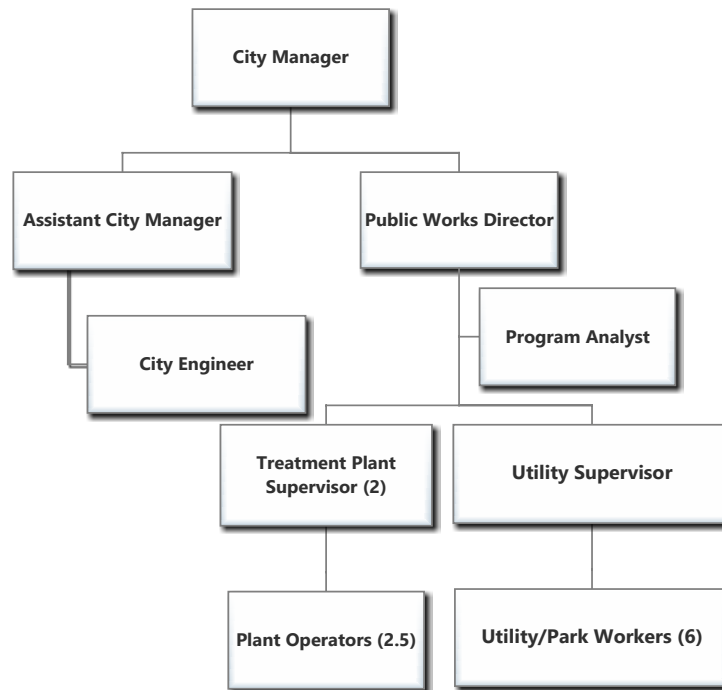 City Manager
Assistant City Manager
Public Works Director
City Engineer
Program Analyst
Treatment Plant
Supervisor (2)
Utility Supervisor
Plant Operators (2.5)
Utility/Park Workers (6)